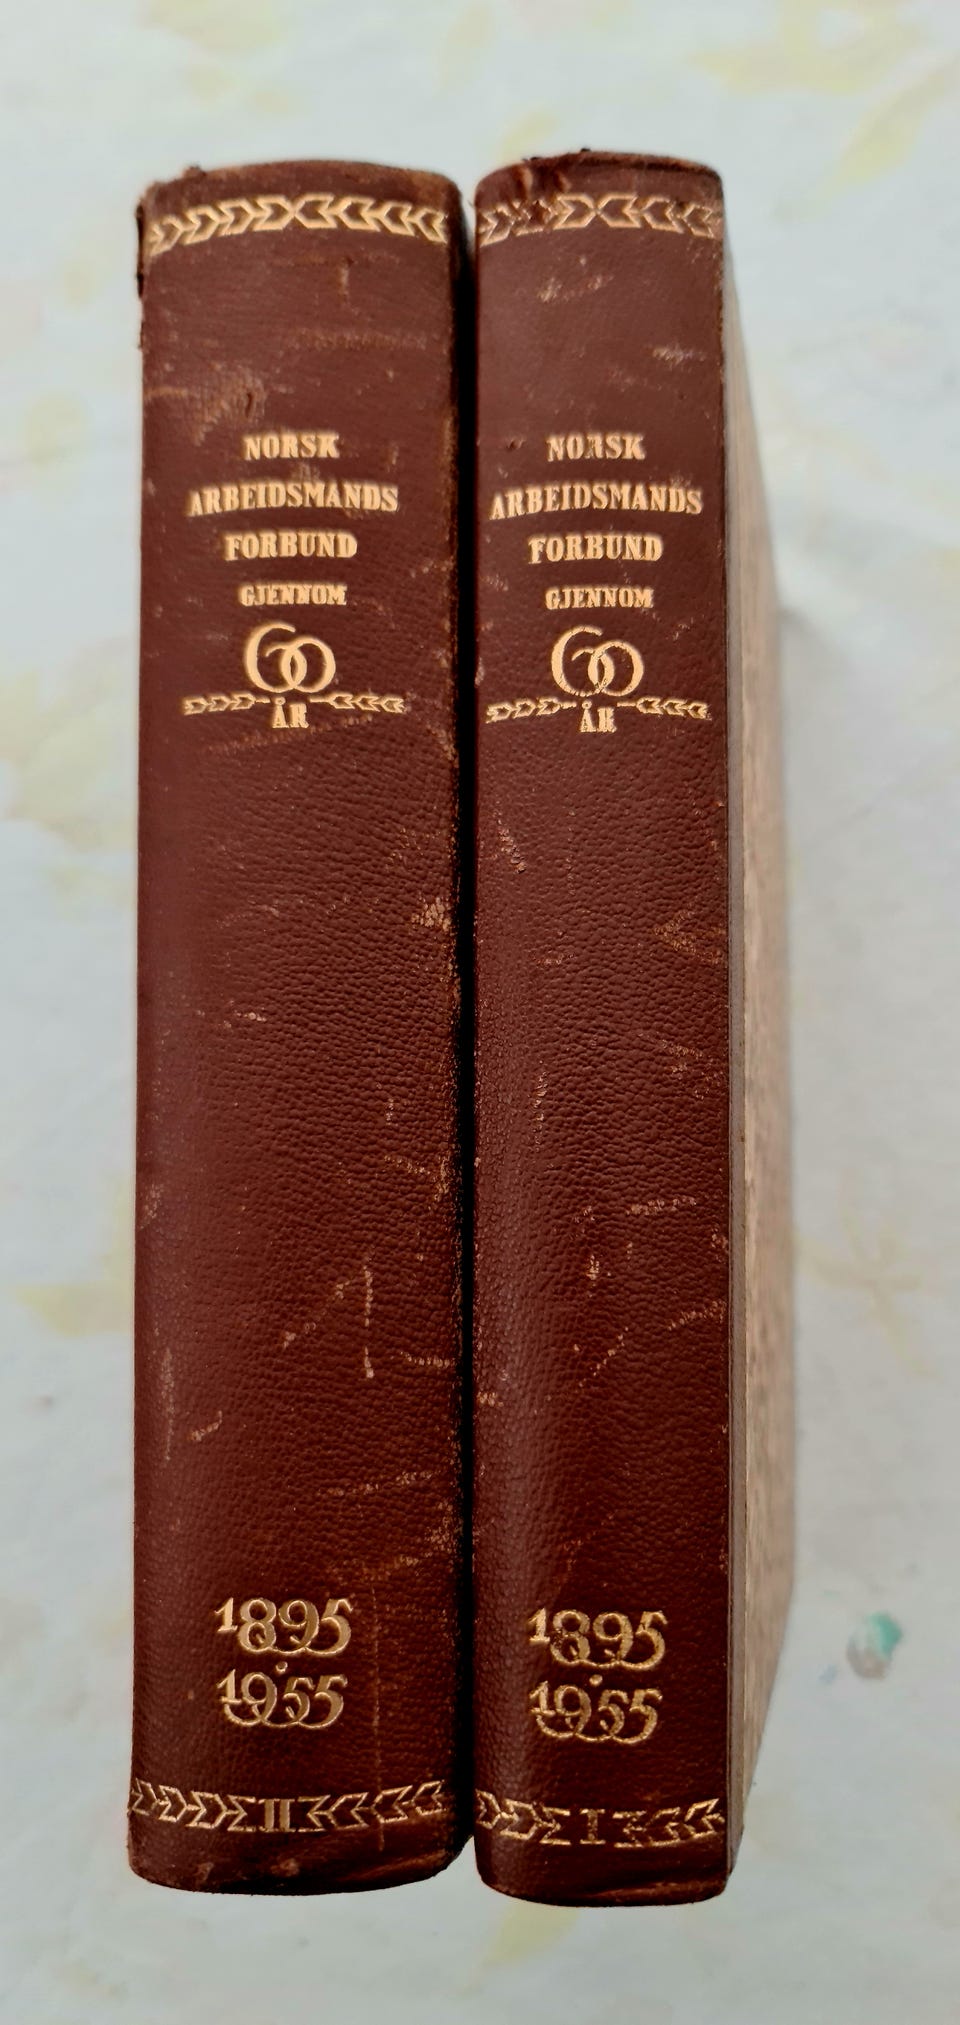 NORSK
ARBEIDSMANDS
FORBUND
GJENNOM
60
ÅR
1895
1955
II
NORSK
ARBEIDSMANDS
FORBUND
GJENNOM
60
ÅR
1895
1955
I